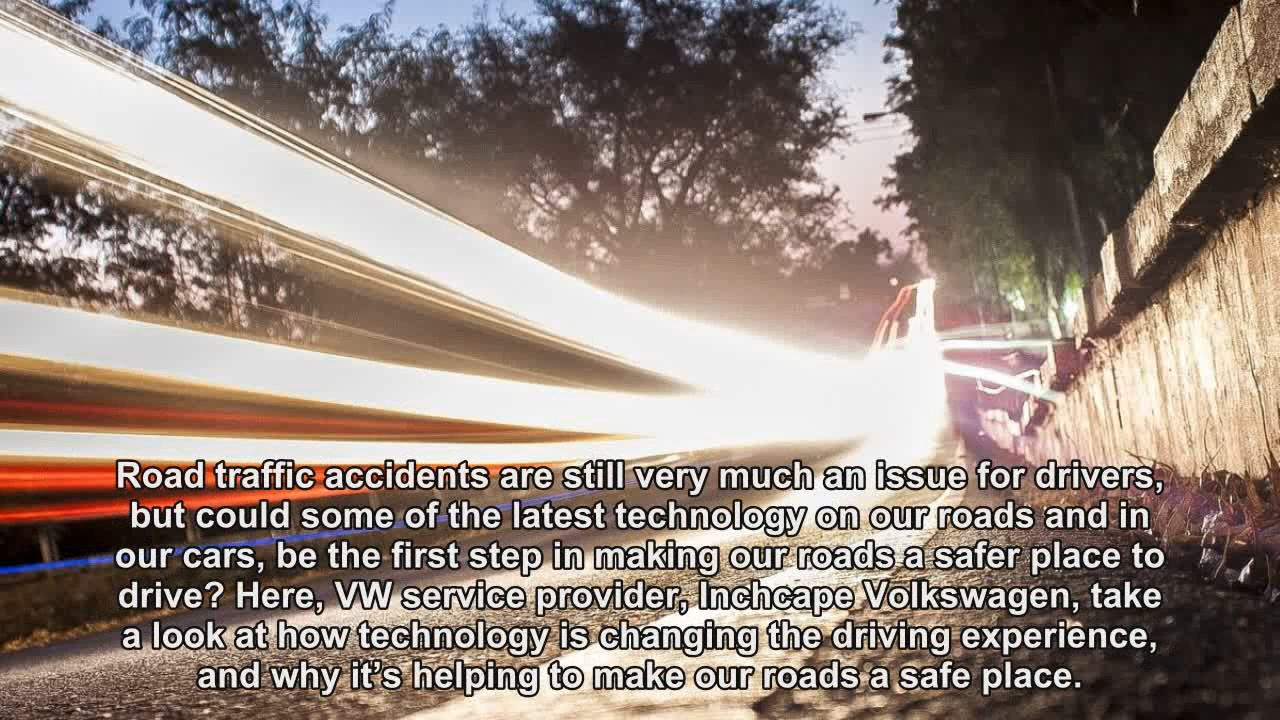 Road traffic accidents are still very much an issue for drivers,
but could some of the latest technology on our roads and in
our cars, be the first step in making our roads a safer place to
drive? Here, VW service provider, Inchcape Volkswagen, take
a look at how technology is changing the driving experience,
and why it’s helping to make our roads a safe place.